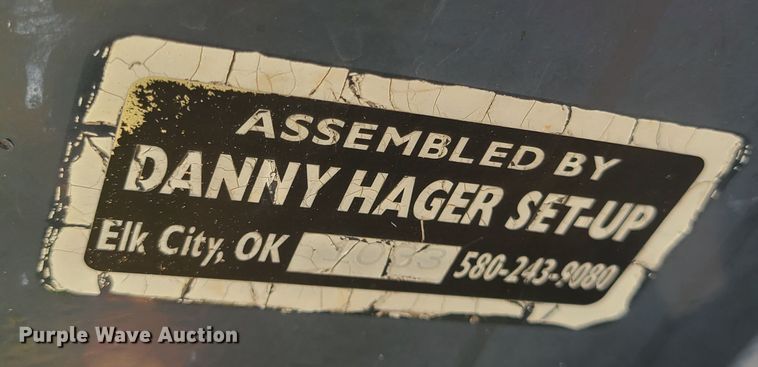 ASSEMBLED BY
DANNY HAGER SET-UP
Elk City, OK 580-243-9080
Purple Wave Auction